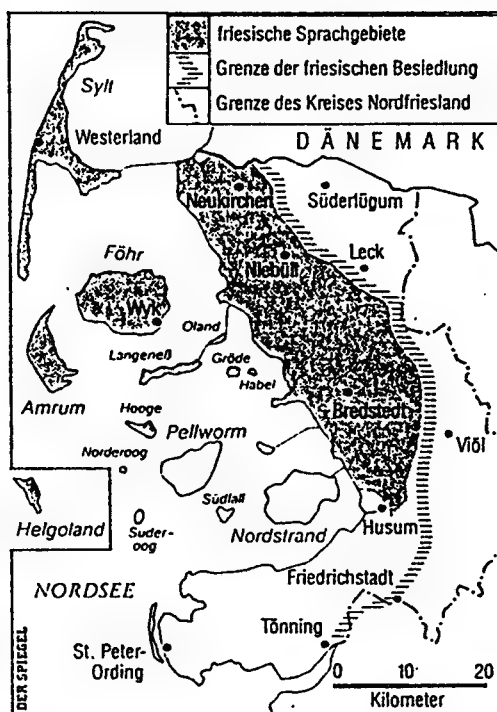 friesische Sprachgebiete
Grenze der friesischen Besiedlung
Grenze des Kreises Nordfriesland
Sylt
Westerland
DÄNEMARK
Neukirchen
Süderlügum
Leck
Niebüll
Föhr
Wyk
Oland
Langeneß
Gröde
Habel
Amrum
Hooge
Bredstedt
Pellworm
Viöl
Norderoog
Südfall
Helgoland
Süder-
oog
Nordstrand
Husum
NORDSEE
Friedrichstadt
St. Peter-
Ording
Tönning
0 10 20
Kilometer
DER SPIEGEL